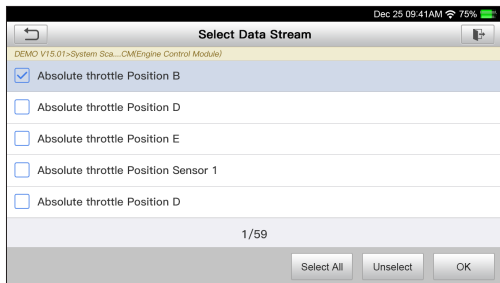 Dec 25 09:41AM 75%
Select Data Stream
DEMO V15.01>System Sca....CM(Engine Control Module)
Absolute throttle Position B
Absolute throttle Position D
Absolute throttle Position E
Absolute throttle Position Sensor 1
Absolute throttle Position D
1/59
Select All Unselect OK